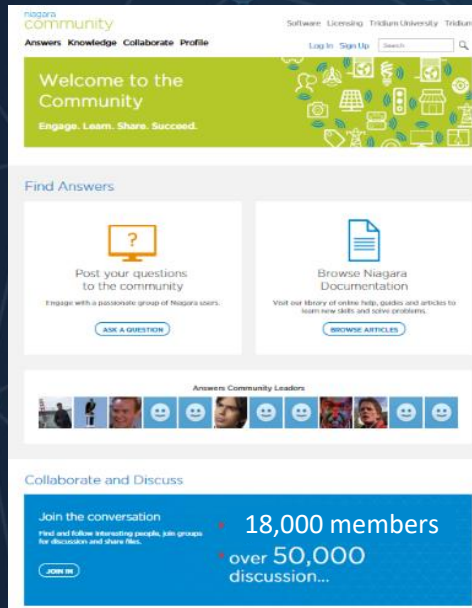 niagara
community
Software Licensing Tridium University Tridium
Answers Knowledge Collaborate Profile
Log In Sign Up Search
Welcome to the
Community
Engage. Learn. Share. Succeed.
Find Answers
?
Post your questions
to the community
Engage with a passionate group of Niagara users.
ASK A QUESTION
Browse Niagara
Documentation
Visit our library of online help, guides and articles to
learn new skills and solve problems.
BROWSE ARTICLES
Answers Community Leaders
Collaborate and Discuss
Join the conversation
Find and follow interesting people, join groups
for discussion and share files.
JOIN IN
• 18,000 members
• over 50,000
discussion...